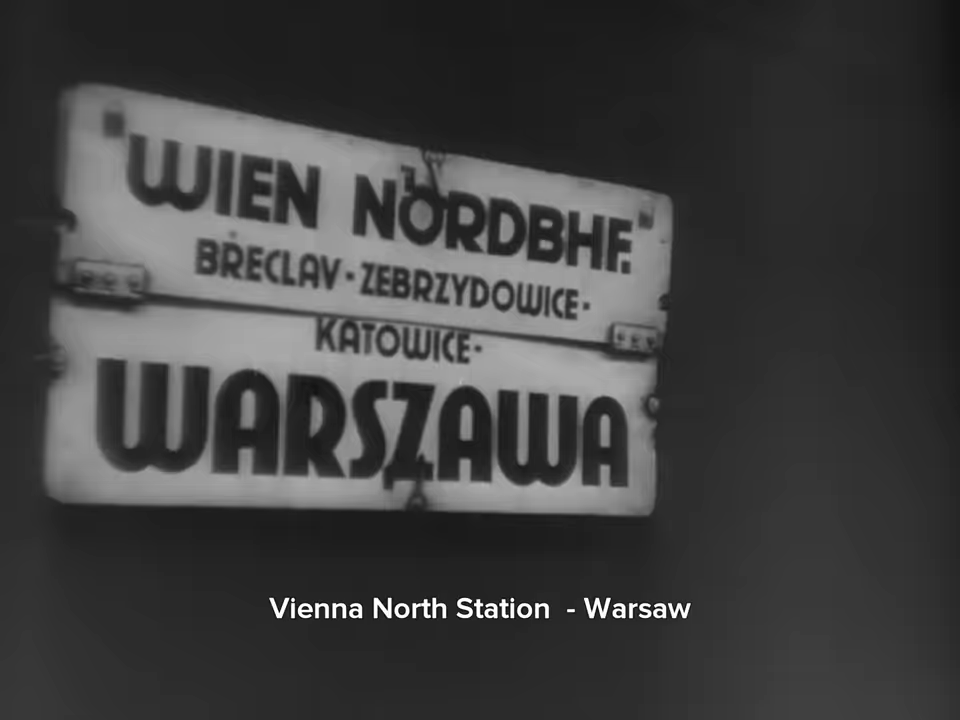 WIEN NORDBHF.
BŘECLAV · ZEBRZYDOWICE ·
KATOWICE ·
WARSZAWA
Vienna North Station - Warsaw